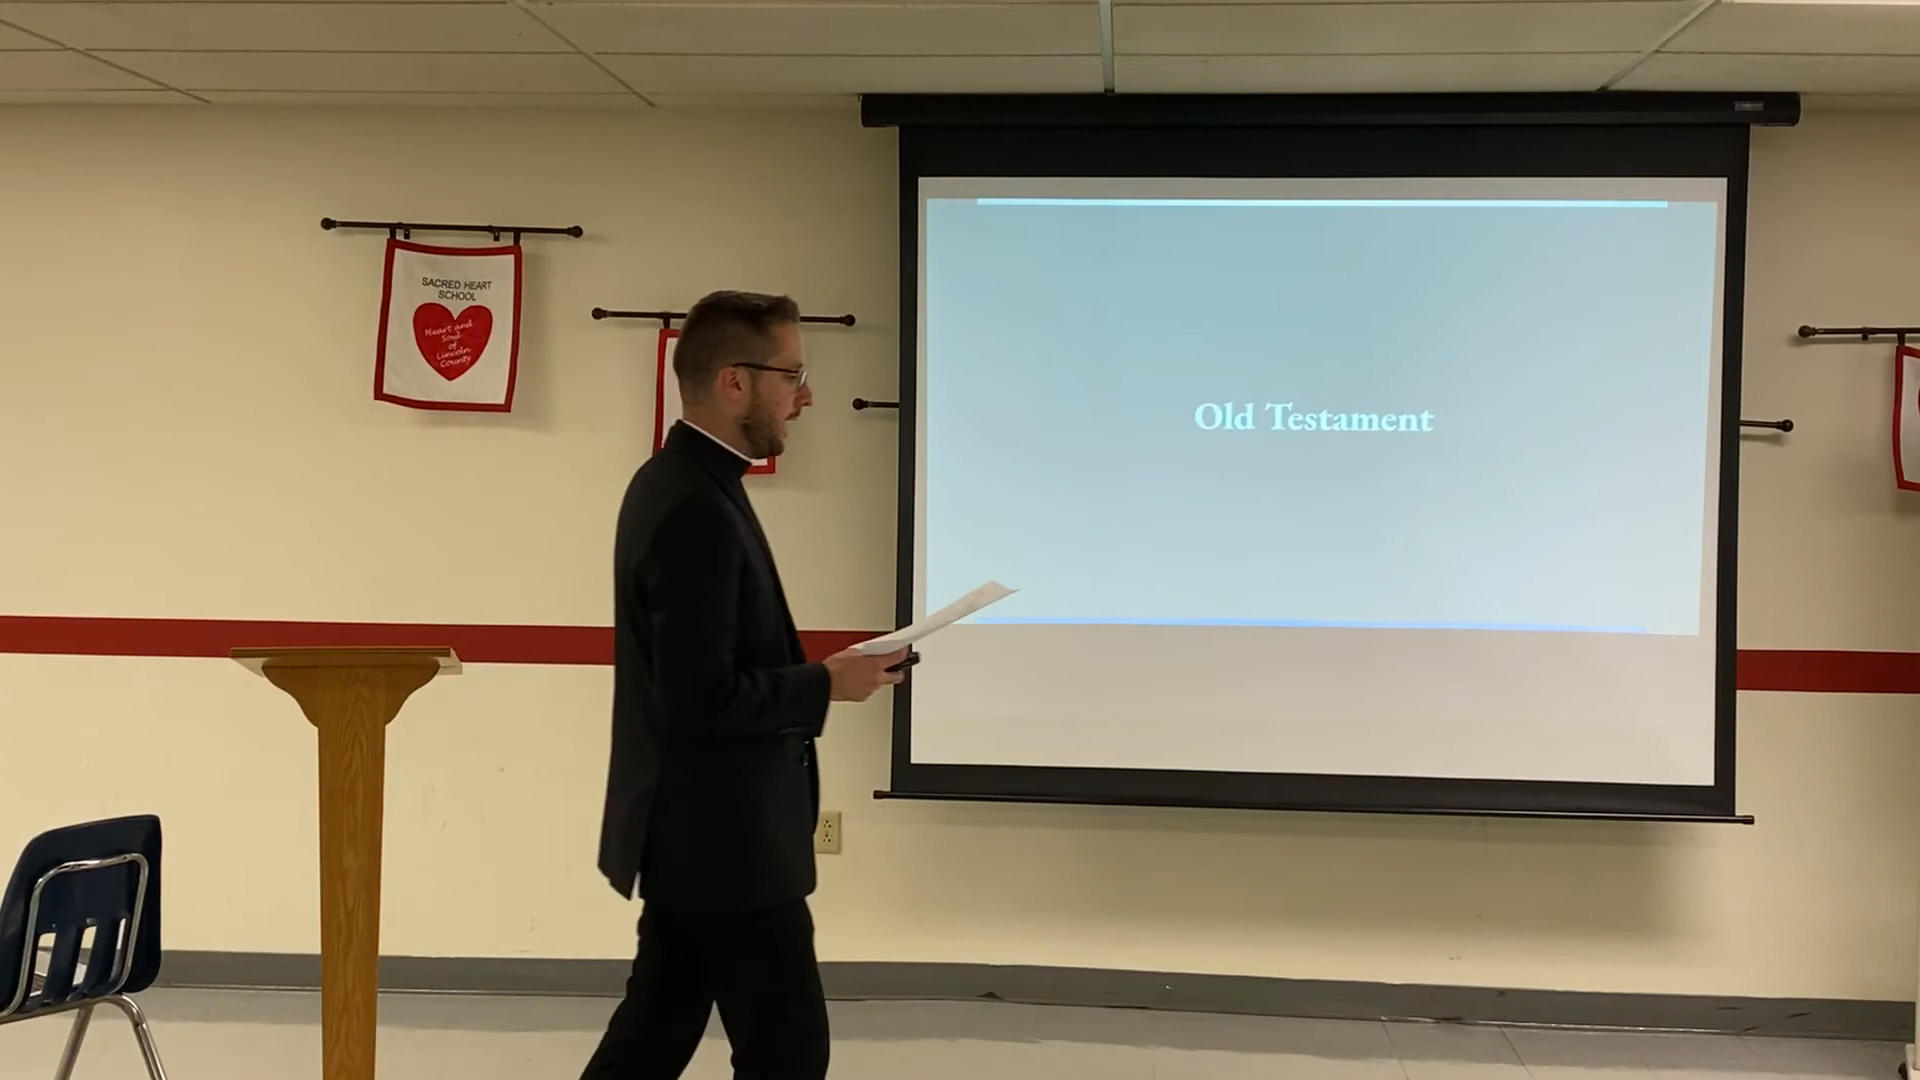 SACRED HEART
SCHOOL
Heart and
Soul
of
Lincoln
County
Old Testament